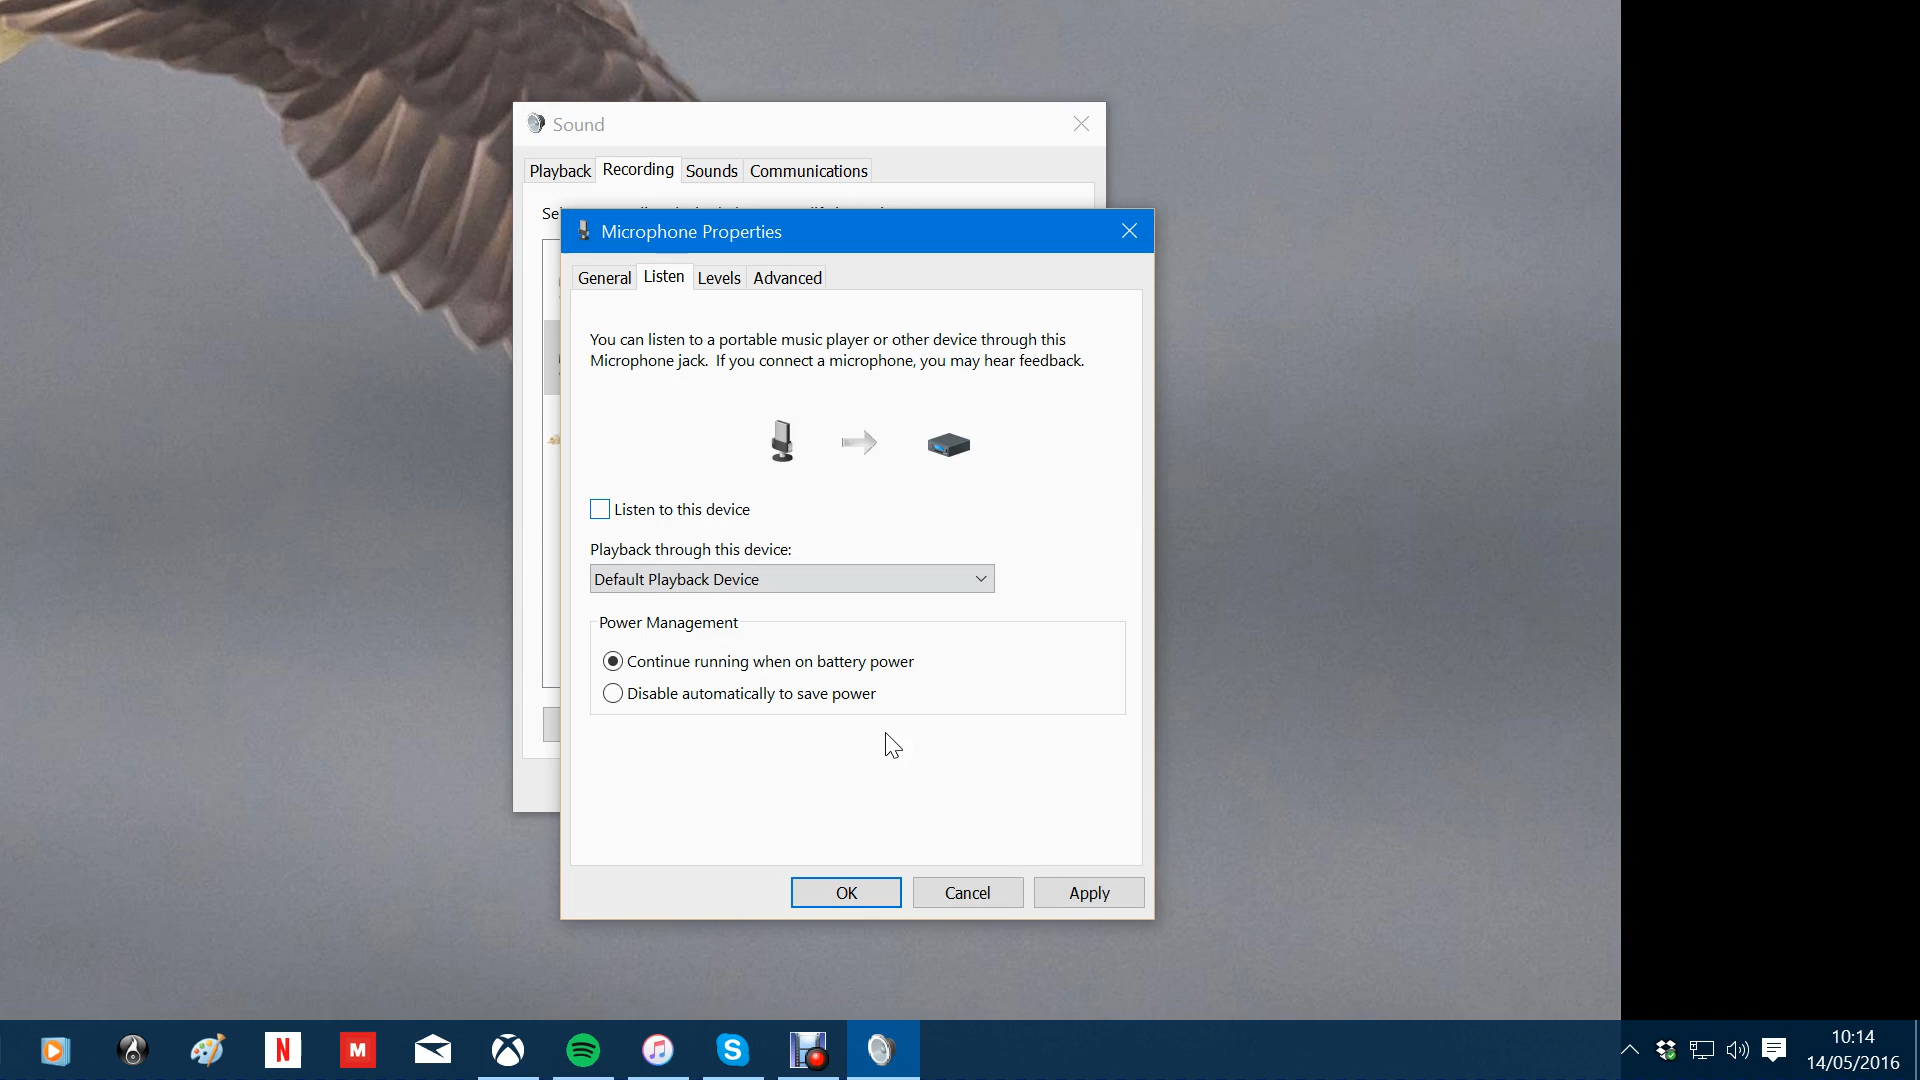 Sound
Playback Recording Sounds Communications
Microphone Properties
General Listen Levels Advanced
You can listen to a portable music player or other device through this
Microphone jack. If you connect a microphone, you may hear feedback.
Listen to this device
Playback through this device:
Default Playback Device
Power Management
Continue running when on battery power
Disable automatically to save power
OK Cancel Apply
N M S
10:14
14/05/2016